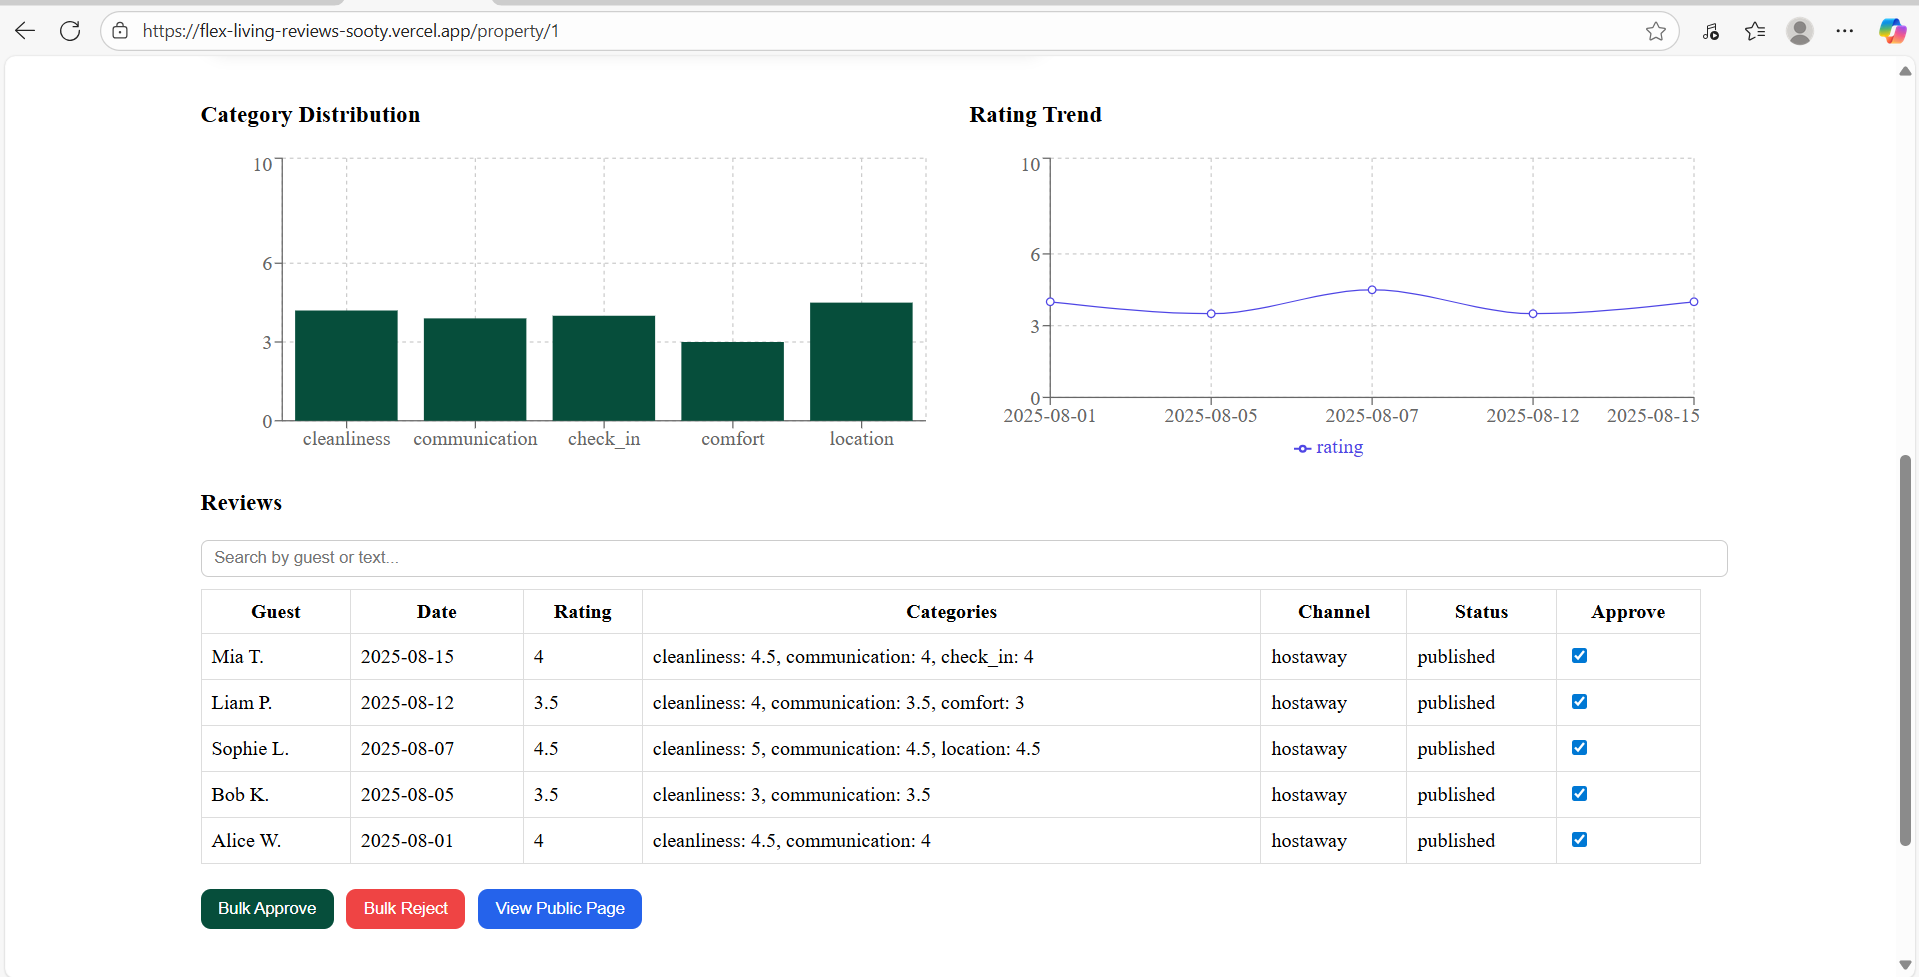 https://flex-living-reviews-sooty.vercel.app/property/1
Category Distribution
10
6
3
0
cleanliness communication check_in comfort location
Rating Trend
10
6
3
0
2025-08-01 2025-08-05 2025-08-07 2025-08-12 2025-08-15
rating
Reviews
Search by guest or text...
Guest Date Rating Categories Channel Status Approve
Mia T. 2025-08-15 4 cleanliness: 4.5, communication: 4, check_in: 4 hostaway published
Liam P. 2025-08-12 3.5 cleanliness: 4, communication: 3.5, comfort: 3 hostaway published
Sophie L. 2025-08-07 4.5 cleanliness: 5, communication: 4.5, location: 4.5 hostaway published
Bob K. 2025-08-05 3.5 cleanliness: 3, communication: 3.5 hostaway published
Alice W. 2025-08-01 4 cleanliness: 4.5, communication: 4 hostaway published
Bulk Approve Bulk Reject View Public Page